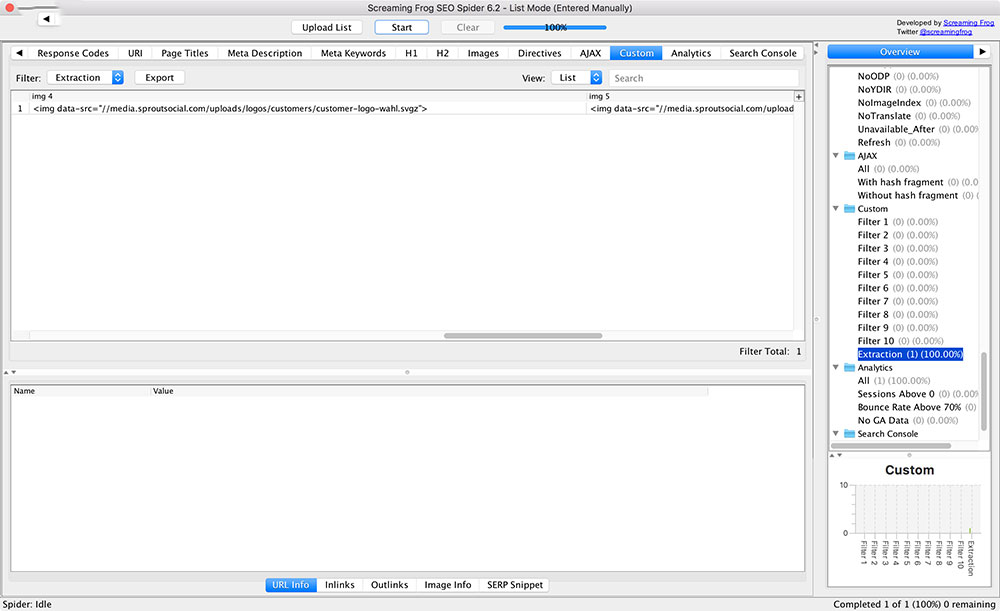 Screaming Frog SEO Spider 6.2 - List Mode (Entered Manually)
Upload List Start Clear 100%
Developed by Screaming Frog
Twitter @screamingfrog
Response Codes URI Page Titles Meta Description Meta Keywords H1 H2 Images Directives AJAX Custom Analytics Search Console
Filter: Extraction Export View: List Search
img 4 img 5
1 <img data-src="//media.sproutsocial.com/uploads/logos/customers/customer-logo-wahl.svgz"> <img data-src="//media.sproutsocial.com/upload
Filter Total: 1
Name Value
URL Info Inlinks Outlinks Image Info SERP Snippet
Spider: Idle
Overview
NoODP (0) (0.00%)
NoYDIR (0) (0.00%)
NoImageIndex (0) (0.00%)
NoTranslate (0) (0.00%)
Unavailable_After (0) (0.00%
Refresh (0) (0.00%)
AJAX
All (0) (0.00%)
With hash fragment (0) (0.0
Without hash fragment (0) (
Custom
Filter 1 (0) (0.00%)
Filter 2 (0) (0.00%)
Filter 3 (0) (0.00%)
Filter 4 (0) (0.00%)
Filter 5 (0) (0.00%)
Filter 6 (0) (0.00%)
Filter 7 (0) (0.00%)
Filter 8 (0) (0.00%)
Filter 9 (0) (0.00%)
Filter 10 (0) (0.00%)
Extraction (1) (100.00%)
Analytics
All (1) (100.00%)
Sessions Above 0 (0) (0.00%
Bounce Rate Above 70% (0)
No GA Data (0) (0.00%)
Search Console
Custom
10
0
Filter 1
Filter 2
Filter 3
Filter 4
Filter 5
Filter 6
Filter 7
Filter 8
Filter 9
Filter 10
Extraction
Completed 1 of 1 (100%) 0 remaining